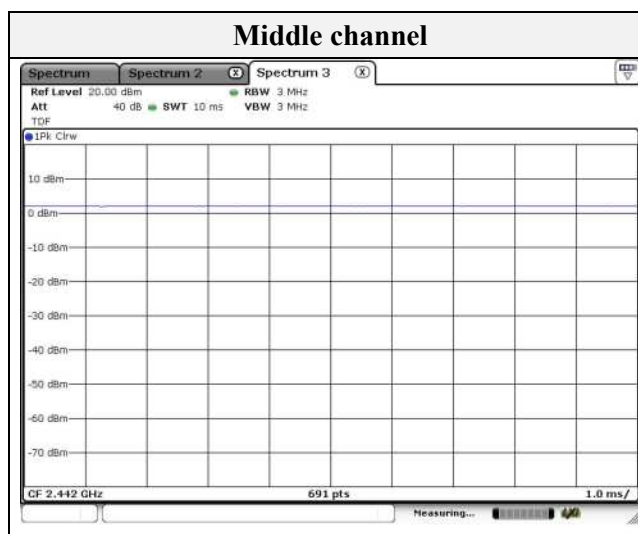 Middle channel
Spectrum Spectrum 2 X Spectrum 3 X
Ref Level 20.00 dBm RBW 3 MHz
Att 40 dB SWT 10 ms VBW 3 MHz
TDF
1Pk Clrw
10 dBm
0 dBm
-10 dBm
-20 dBm
-30 dBm
-40 dBm
-50 dBm
-60 dBm
-70 dBm
CF 2.442 GHz 691 pts 1.0 ms/
Measuring...